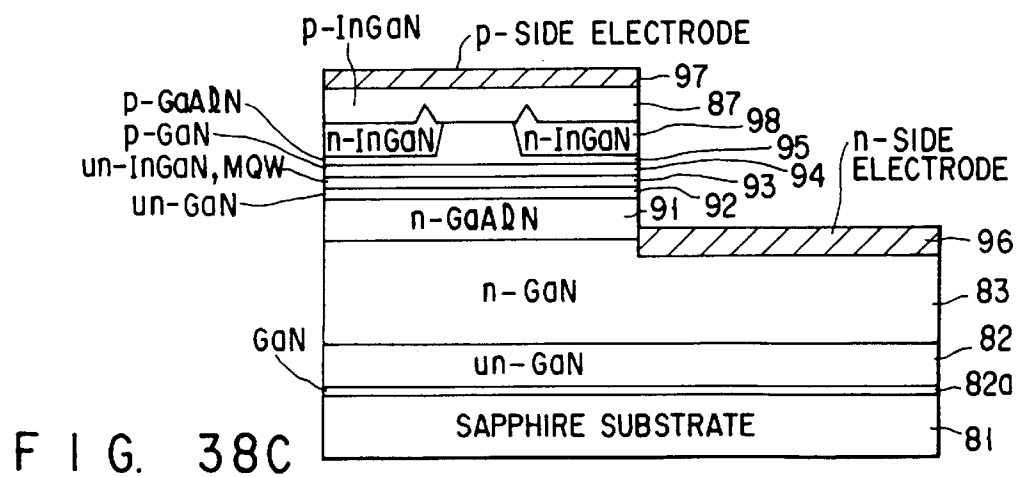 p-InGaN
p-SIDE ELECTRODE
97
p-GaAlN
87
p-GaN
n-InGaN
n-InGaN
98
un-InGaN, MQW
95
n-SIDE
ELECTRODE
94
93
un-GaN
92
n-GaAlN
91
96
n-GaN
83
GaN
un-GaN
82
82a
SAPPHIRE SUBSTRATE
81
FIG. 38C